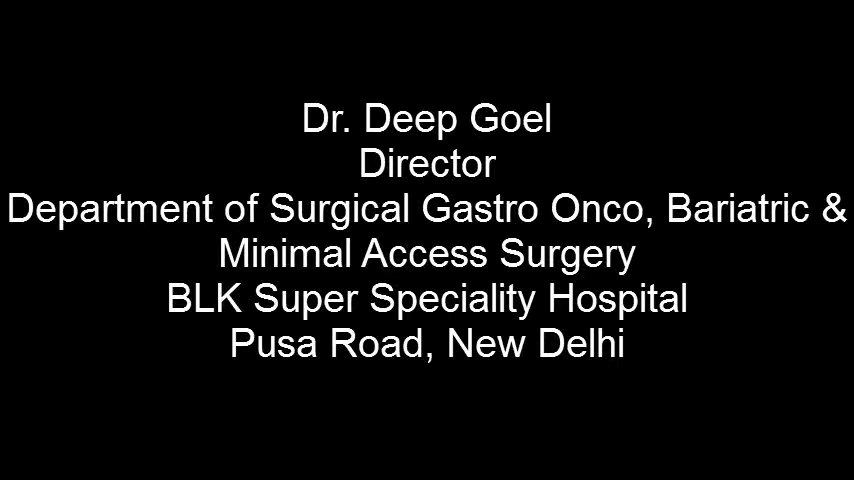 Dr. Deep Goel
Director
Department of Surgical Gastro Onco, Bariatric &
Minimal Access Surgery
BLK Super Speciality Hospital
Pusa Road, New Delhi